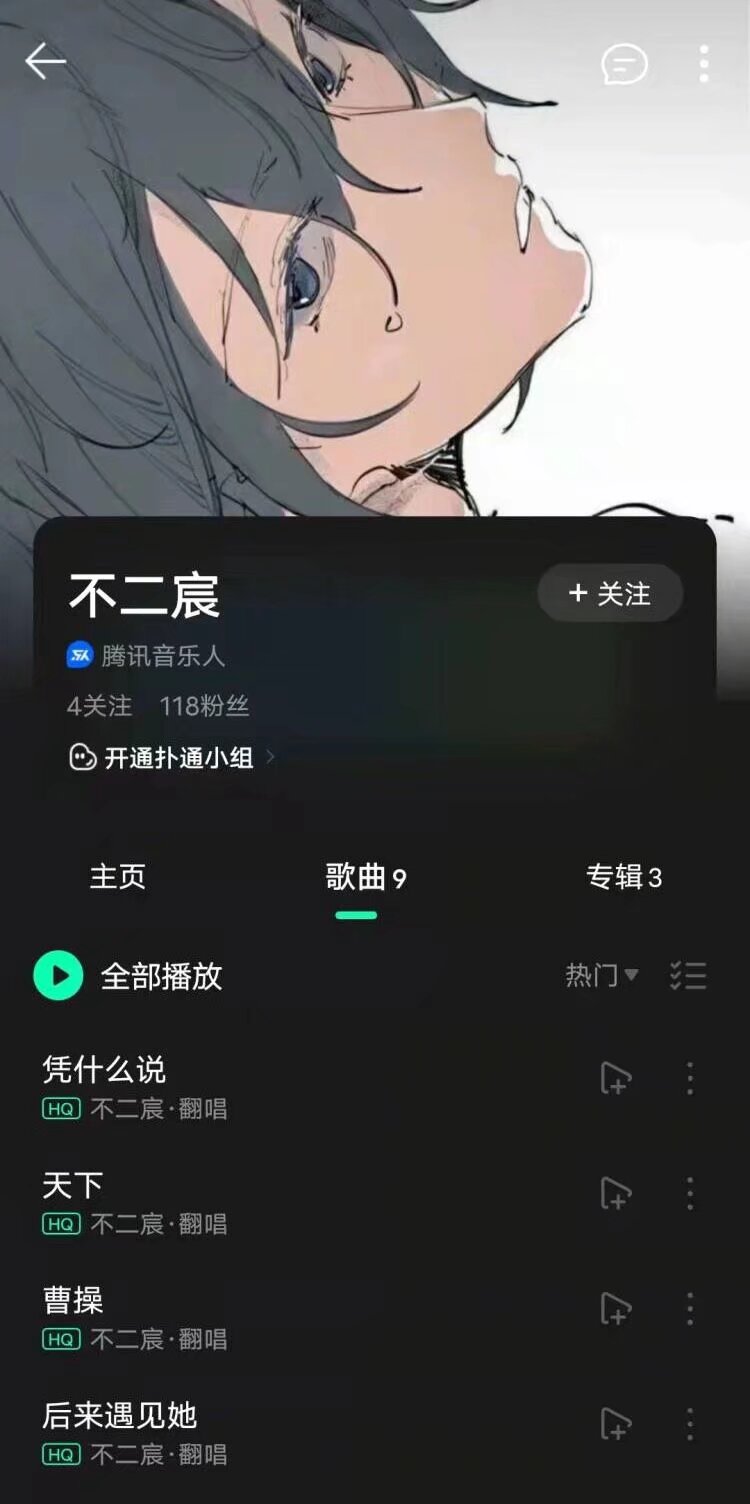 不二宸
+ 关注
腾讯音乐人
4关注 118粉丝
开通扑通小组
主页 歌曲9 专辑3
全部播放 热门
凭什么说
HQ 不二宸·翻唱
天下
HQ 不二宸·翻唱
曹操
HQ 不二宸·翻唱
后来遇见她
HQ 不二宸·翻唱